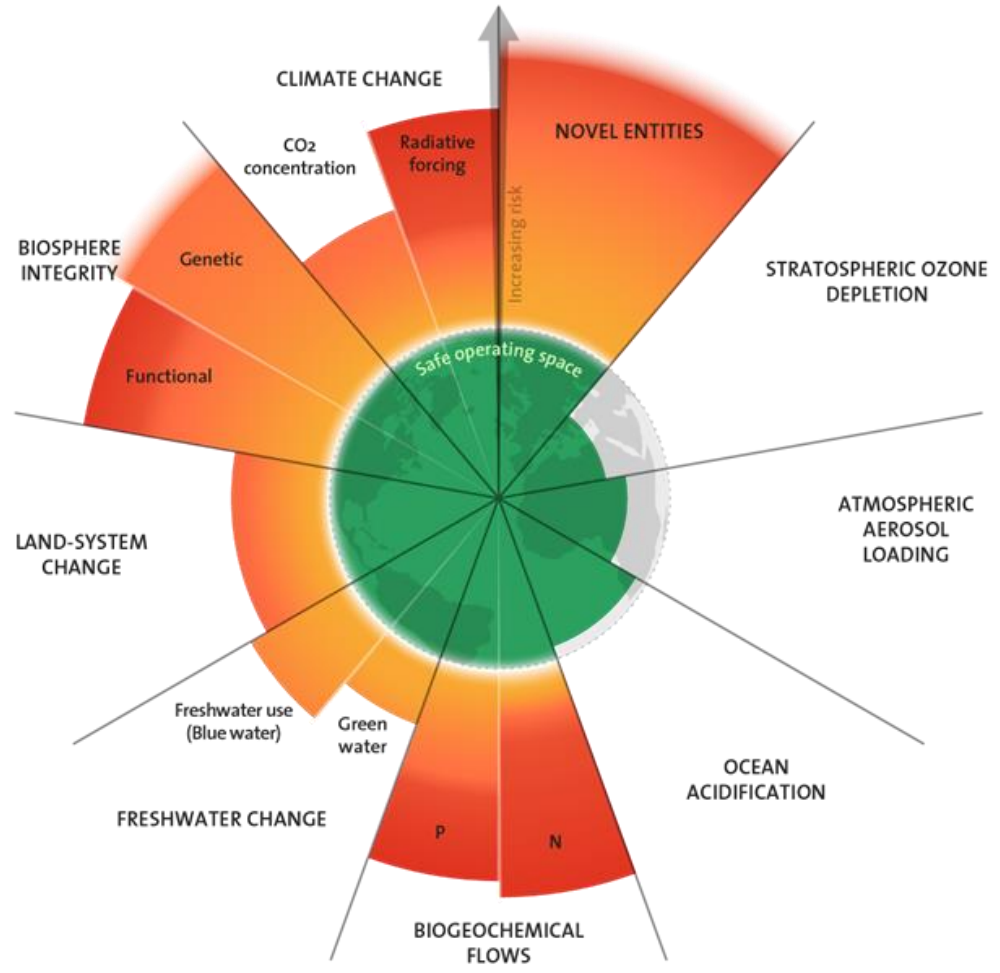 CLIMATE CHANGE
CO2
concentration
Radiative
forcing
NOVEL ENTITIES
Increasing risk
BIOSPHERE
INTEGRITY
Genetic
Functional
STRATOSPHERIC OZONE
DEPLETION
Safe operating space
LAND-SYSTEM
CHANGE
ATMOSPHERIC
AEROSOL
LOADING
Freshwater use
(Blue water)
Green
water
FRESHWATER CHANGE
OCEAN
ACIDIFICATION
P
N
BIOGEOCHEMICAL
FLOWS